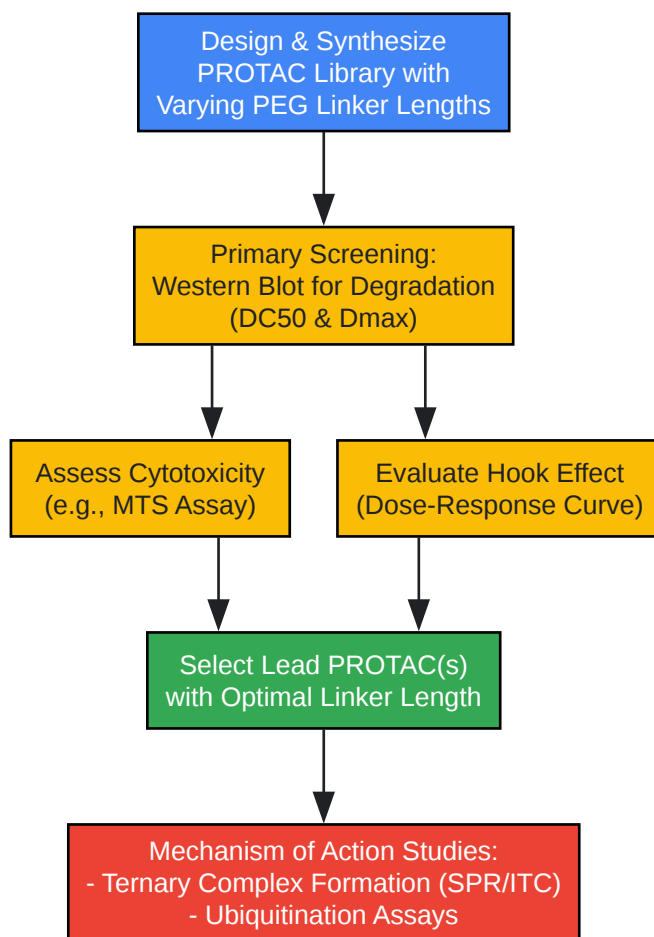 Design & Synthesize
PROTAC Library with
Varying PEG Linker Lengths
Primary Screening:
Western Blot for Degradation
(DC50 & Dmax)
Assess Cytotoxicity
(e.g., MTS Assay)
Evaluate Hook Effect
(Dose-Response Curve)
Select Lead PROTAC(s)
with Optimal Linker Length
Mechanism of Action Studies:
- Ternary Complex Formation (SPR/ITC)
- Ubiquitination Assays